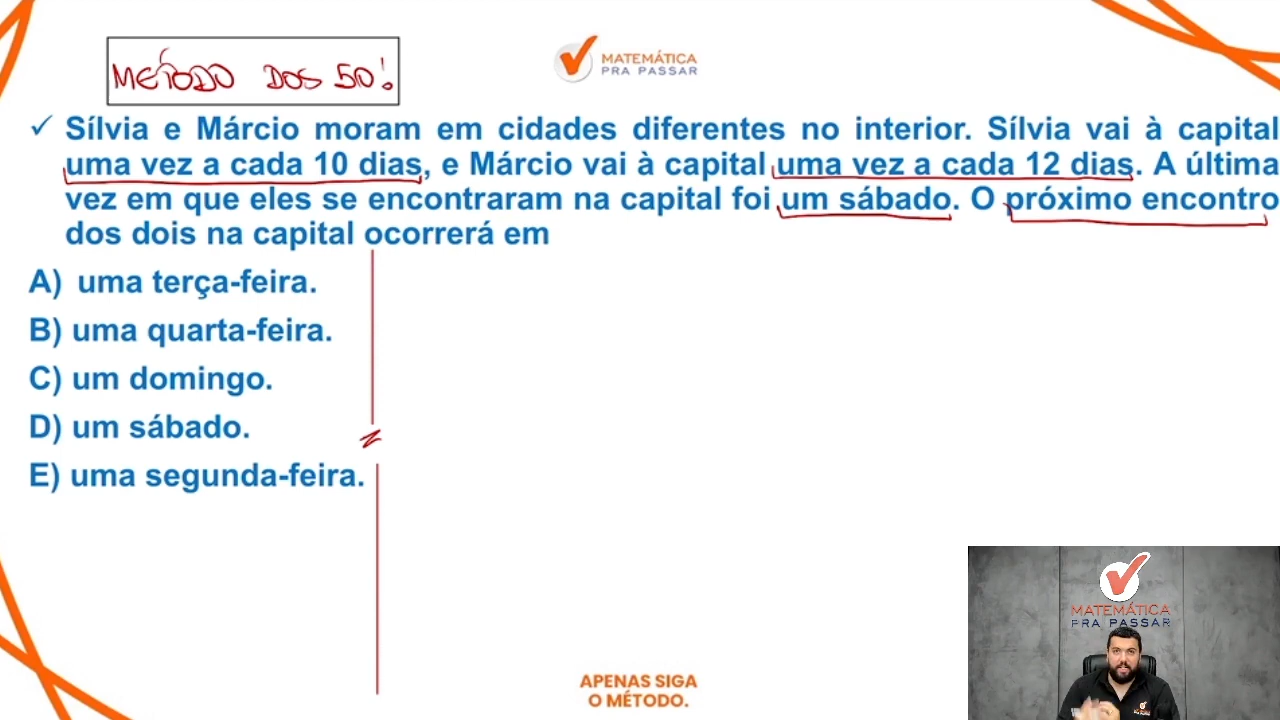 MÉTODO DOS 50!
MATEMÁTICA
PRA PASSAR
✓ Sílvia e Márcio moram em cidades diferentes no interior. Sílvia vai à capital
uma vez a cada 10 dias, e Márcio vai à capital uma vez a cada 12 dias. A última
vez em que eles se encontraram na capital foi um sábado. O próximo encontro
dos dois na capital ocorrerá em
A) uma terça-feira.
B) uma quarta-feira.
C) um domingo.
D) um sábado.
E) uma segunda-feira.
MATEMÁTICA
PRA PASSAR
APENAS SIGA
O MÉTODO.